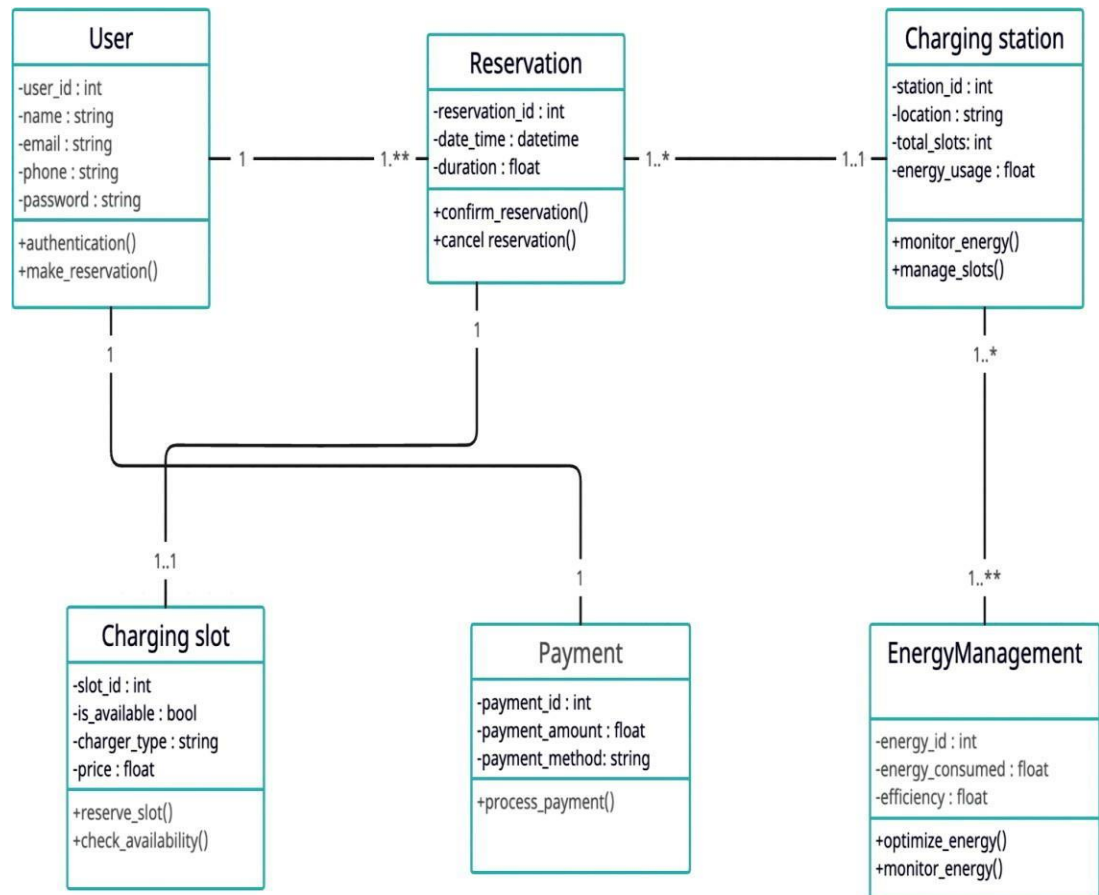 User
-user_id : int
-name : string
-email : string
-phone : string
-password : string
+authentication()
+make_reservation()
1
1.**
Reservation
-reservation_id : int
-date_time : datetime
-duration : float
+confirm_reservation()
+cancel reservation()
1..*
1..1
Charging station
-station_id : int
-location : string
-total_slots: int
-energy_usage : float
+monitor_energy()
+manage_slots()
1
1
1..*
1..1
1
1..**
Charging slot
-slot_id : int
-is_available : bool
-charger_type : string
-price : float
+reserve_slot()
+check_availability()
Payment
-payment_id : int
-payment_amount : float
-payment_method: string
+process_payment()
EnergyManagement
-energy_id : int
-energy_consumed : float
-efficiency : float
+optimize_energy()
+monitor_energy()